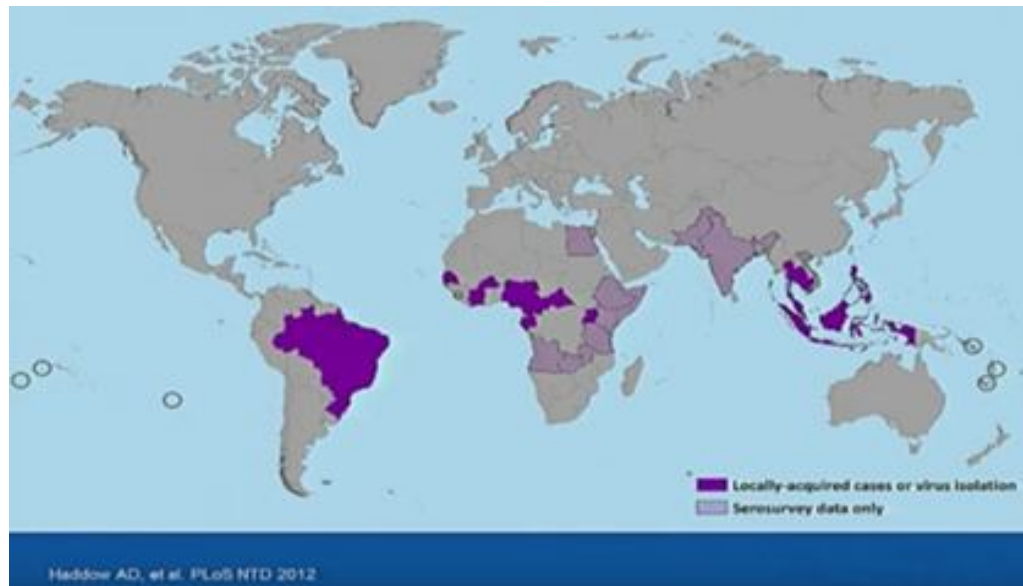 Locally-acquired cases or virus isolation
Serosurvey data only
Haddow AD, et al. PLoS NTD 2012